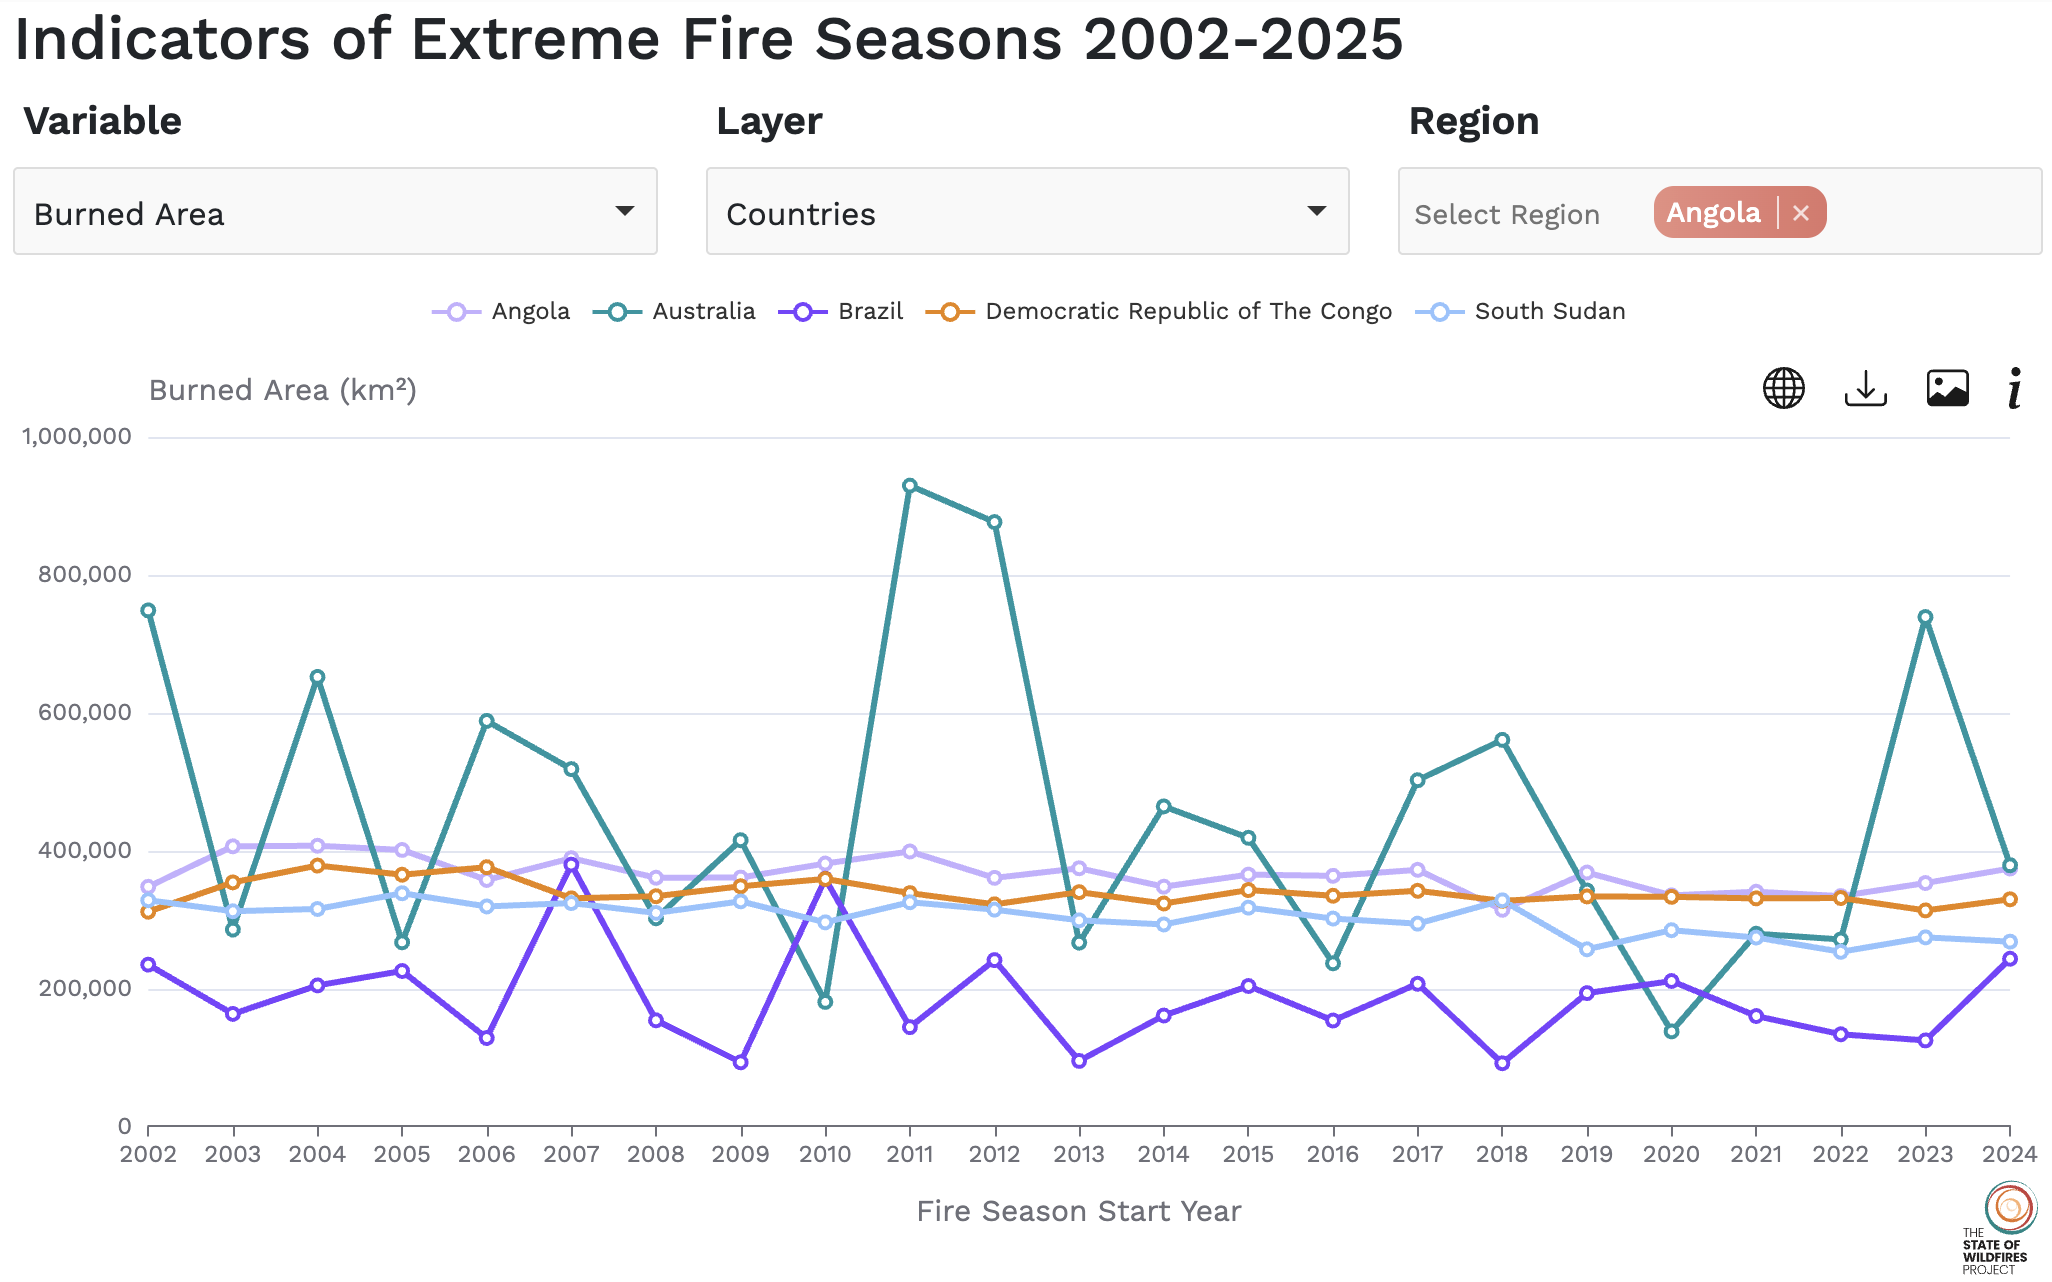 Indicators of Extreme Fire Seasons 2002-2025
Variable
Layer
Region
Burned Area
Countries
Select Region
Angola
Angola
Australia
Brazil
Democratic Republic of The Congo
South Sudan
Burned Area (km²)
i
1,000,000
800,000
600,000
400,000
200,000
0
2002 2003 2004 2005 2006 2007 2008 2009 2010 2011 2012 2013 2014 2015 2016 2017 2018 2019 2020 2021 2022 2023 2024
Fire Season Start Year
THE
STATE OF
WILDFIRES
PROJECT